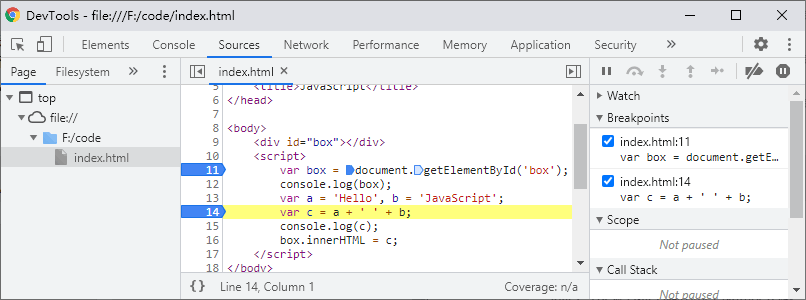 DevTools - file:///F:/code/index.html
Elements Console Sources Network Performance Memory Application Security »
Page Filesystem »
index.html ×
top
file://
F:/code
index.html
5 <title>JavaScript</title>
6 </head>
7
8 <body>
9 <div id="box"></div>
10 <script>
11 var box = document.getElementById('box');
12 console.log(box);
13 var a = 'Hello', b = 'JavaScript';
14 var c = a + ' ' + b;
15 console.log(c);
16 box.innerHTML = c;
17 </script>
18 </body>
{} Line 14, Column 1 Coverage: n/a
Watch
Breakpoints
index.html:11
var box = document.getE…
index.html:14
var c = a + ' ' + b;
Scope
Not paused
Call Stack
Not paused